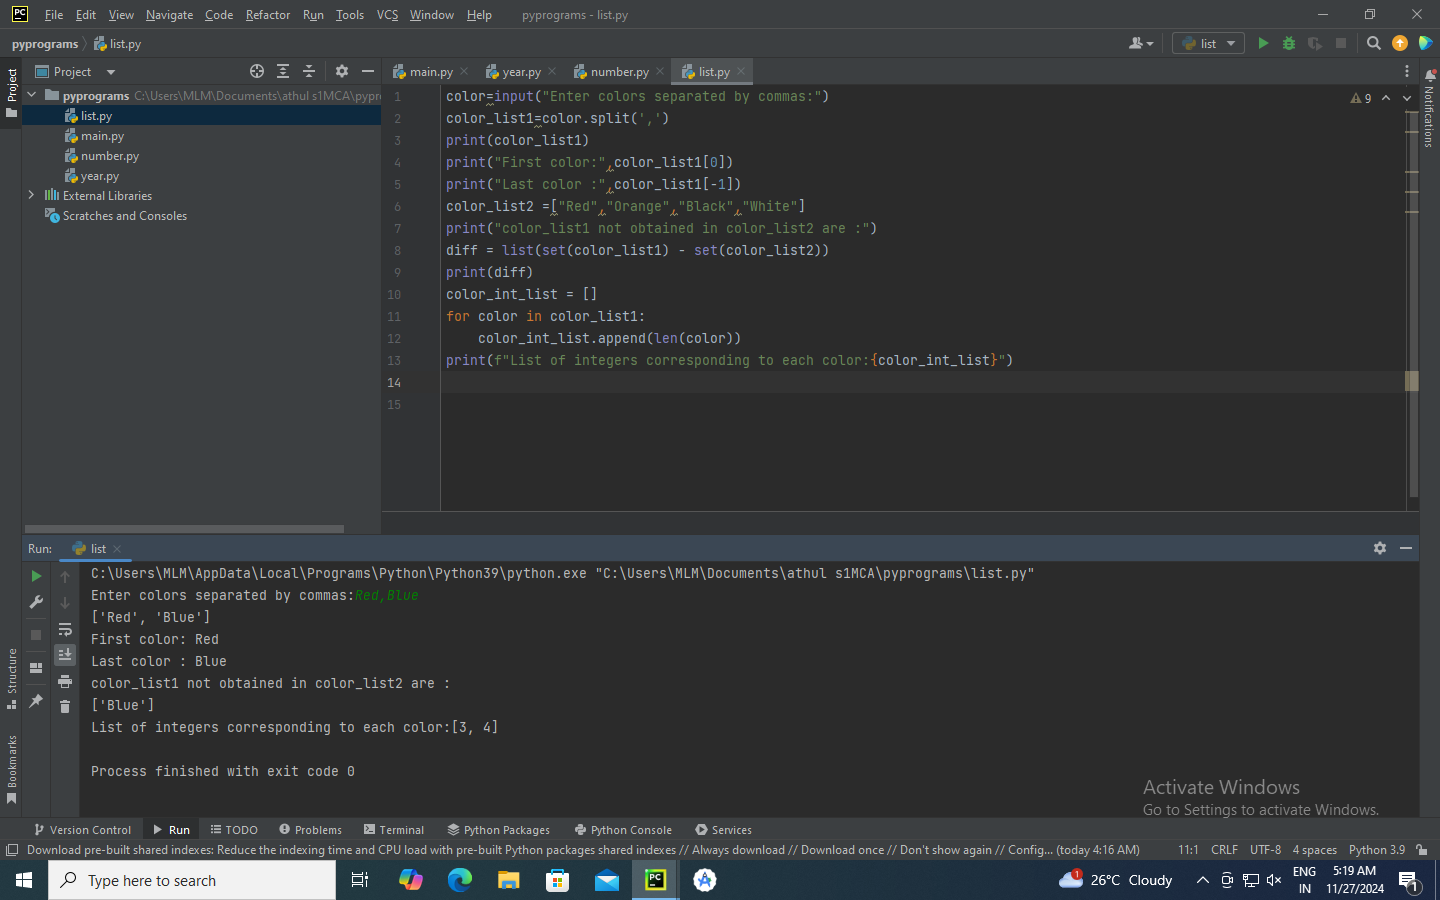 PC File Edit View Navigate Code Refactor Run Tools VCS Window Help pyprograms - list.py
pyprograms list.py list
Project main.py year.py number.py list.py
pyprograms C:\Users\MLM\Documents\athul s1MCA\pypr
list.py
main.py
number.py
year.py
External Libraries
Scratches and Consoles
9
1 color=input("Enter colors separated by commas:")
2 color_list1=color.split(',')
3 print(color_list1)
4 print("First color:",color_list1[0])
5 print("Last color :",color_list1[-1])
6 color_list2 =["Red","Orange","Black","White"]
7 print("color_list1 not obtained in color_list2 are :")
8 diff = list(set(color_list1) - set(color_list2))
9 print(diff)
10 color_int_list = []
11 for color in color_list1:
12 color_int_list.append(len(color))
13 print(f"List of integers corresponding to each color:{color_int_list}")
14
15
Project
Structure
Bookmarks
Notifications
Run: list
C:\Users\MLM\AppData\Local\Programs\Python\Python39\python.exe "C:\Users\MLM\Documents\athul s1MCA\pyprograms\list.py"
Enter colors separated by commas:Red,Blue
['Red', 'Blue']
First color: Red
Last color : Blue
color_list1 not obtained in color_list2 are :
['Blue']
List of integers corresponding to each color:[3, 4]
Process finished with exit code 0
Activate Windows
Go to Settings to activate Windows.
Version Control Run TODO Problems Terminal Python Packages Python Console Services
Download pre-built shared indexes: Reduce the indexing time and CPU load with pre-built Python packages shared indexes // Always download // Download once // Don't show again // Config... (today 4:16 AM) 11:1 CRLF UTF-8 4 spaces Python 3.9
Type here to search PC 1 26°C Cloudy ENG IN 5:19 AM 11/27/2024 1